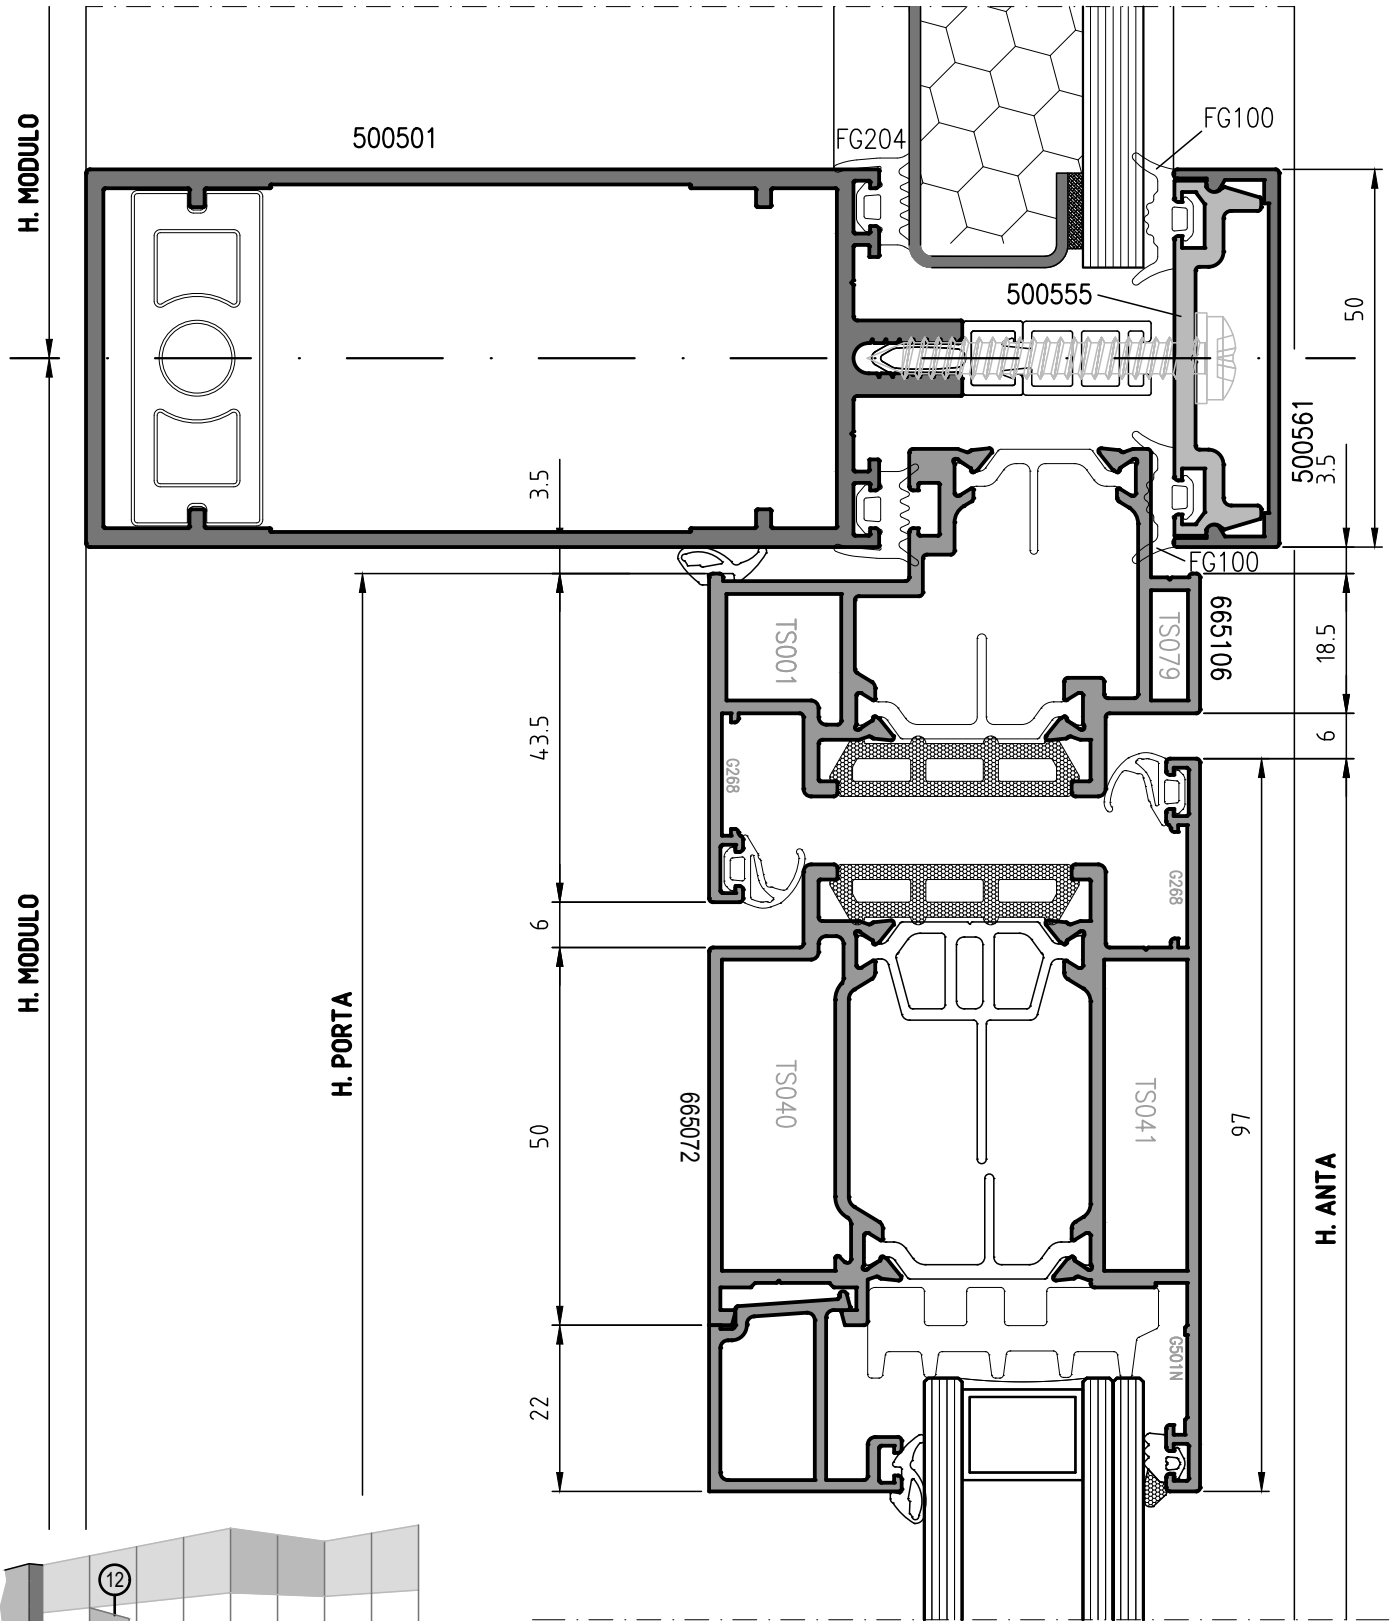 H. MODULO
500501
FG204
FG100
500555
50
500561
3.5
3.5
FG100
TS001
TS079
665106
18.5
43.5
6
G268
G268
H. MODULO
6
H. PORTA
TS040
665072
TS041
50
97
H. ANTA
G501N
22
12